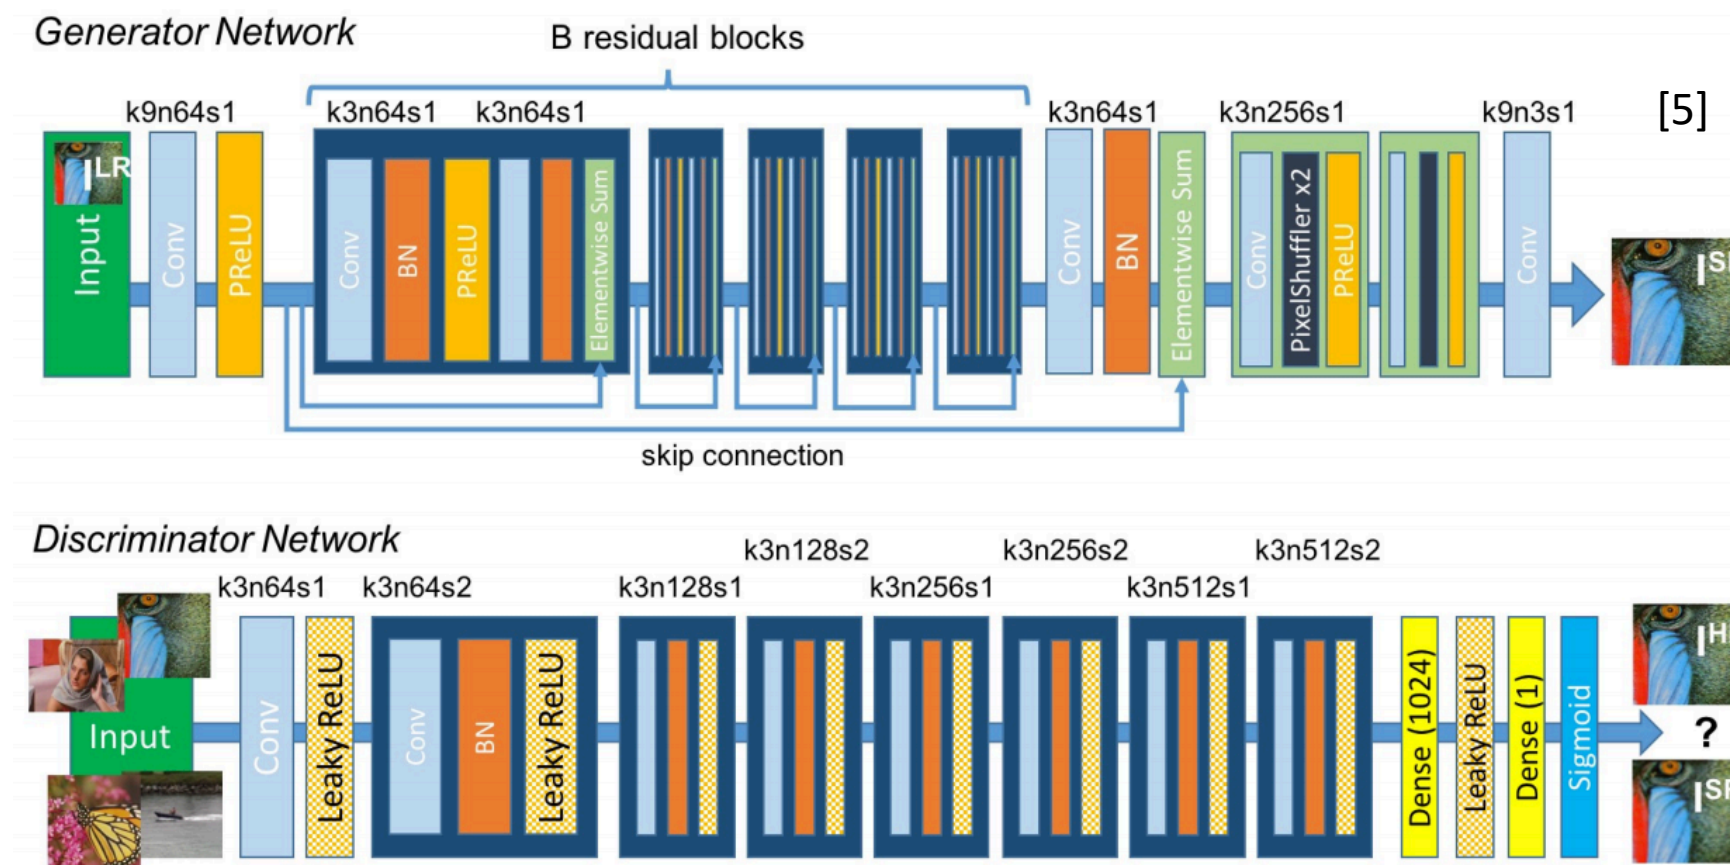 Generator Network
B residual blocks
[5]
k9n64s1
k3n64s1
k3n64s1
k3n64s1
k3n256s1
k9n3s1
I^LR
Input
Conv
PReLU
Conv
BN
PReLU
Elementwise Sum
Conv
BN
Elementwise Sum
Conv
PixelShuffler x2
PReLU
Conv
I^S
skip connection
Discriminator Network
k3n128s2
k3n256s2
k3n512s2
k3n64s1
k3n64s2
k3n128s1
k3n256s1
k3n512s1
Input
Conv
Leaky ReLU
Conv
BN
Leaky ReLU
Dense (1024)
Leaky ReLU
Dense (1)
Sigmoid
I^H
?
I^S